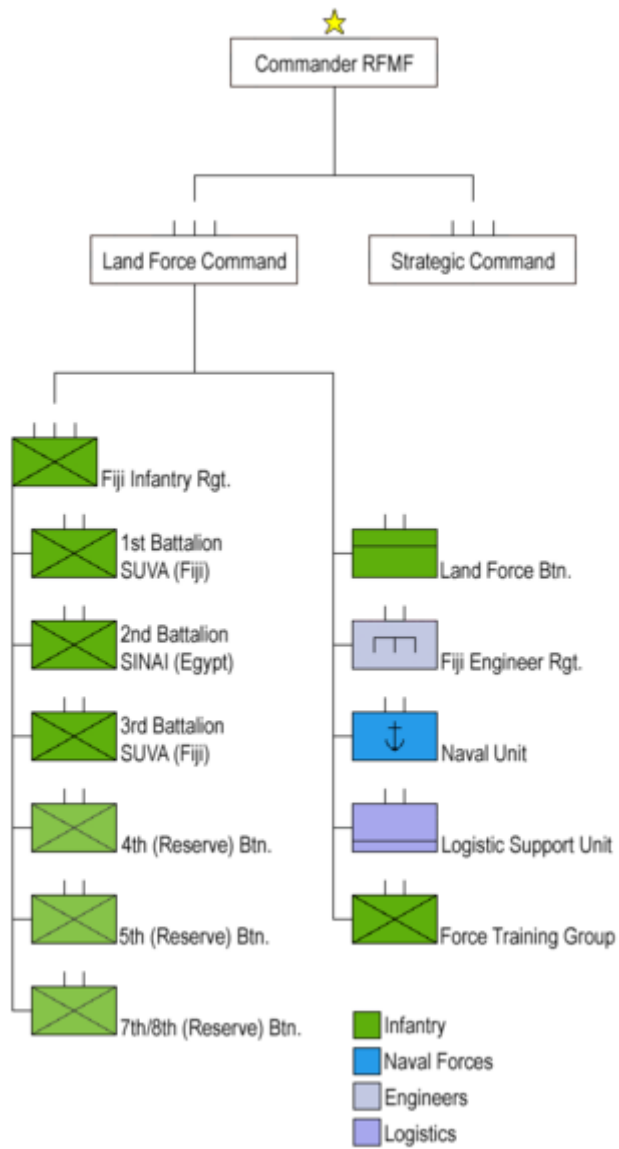 Commander RFMF
Land Force Command
Strategic Command
Fiji Infantry Rgt.
1st Battalion
SUVA (Fiji)
2nd Battalion
SINAI (Egypt)
3rd Battalion
SUVA (Fiji)
4th (Reserve) Btn.
5th (Reserve) Btn.
7th/8th (Reserve) Btn.
Land Force Btn.
Fiji Engineer Rgt.
Naval Unit
Logistic Support Unit
Force Training Group
Infantry
Naval Forces
Engineers
Logistics